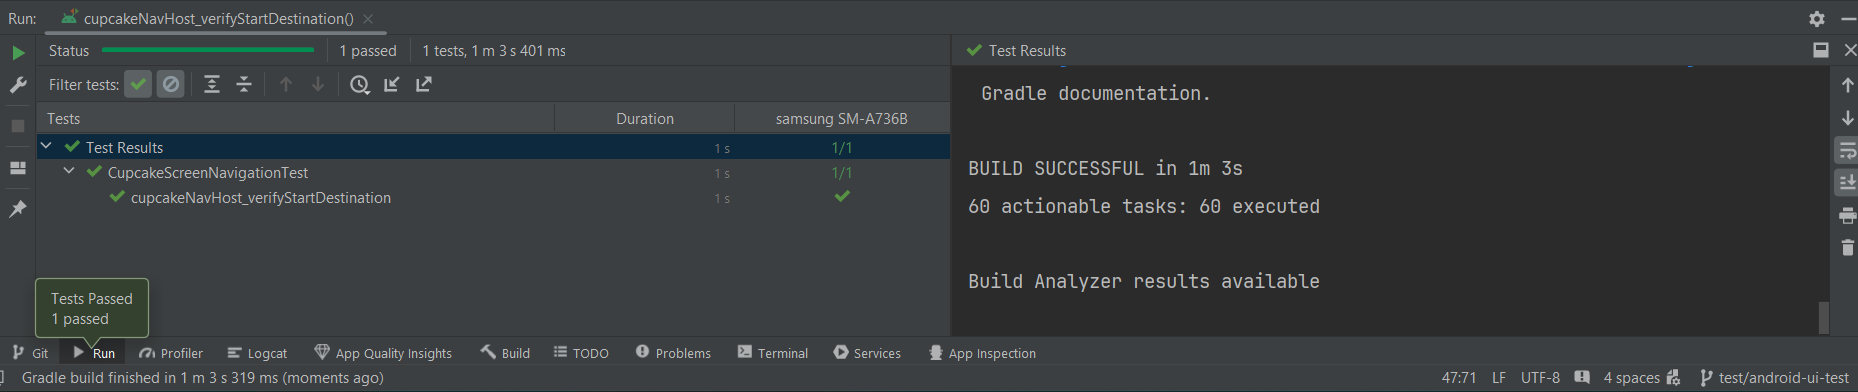 Run: cupcakeNavHost_verifyStartDestination()
Status 1 passed 1 tests, 1 m 3 s 401 ms
Filter tests:
Tests Duration samsung SM-A736B
Test Results 1 s 1/1
CupcakeScreenNavigationTest 1 s 1/1
cupcakeNavHost_verifyStartDestination 1 s
Test Results
Gradle documentation.
BUILD SUCCESSFUL in 1m 3s
60 actionable tasks: 60 executed
Build Analyzer results available
Tests Passed
1 passed
Git Run Profiler Logcat App Quality Insights Build TODO Problems Terminal Services App Inspection
Gradle build finished in 1 m 3 s 319 ms (moments ago) 47:71 LF UTF-8 4 spaces test/android-ui-test